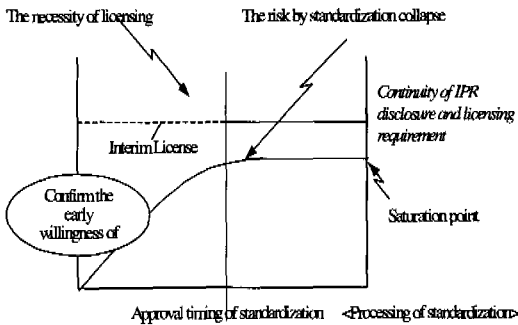 The necessity of licensing
The risk by standardization collapse
Continuity of IPR
disclosure and licensing
requirement
Interim License
Confirm the
early
willingness of
Saturation point
Approval timing of standardization
<Processing of standardization>